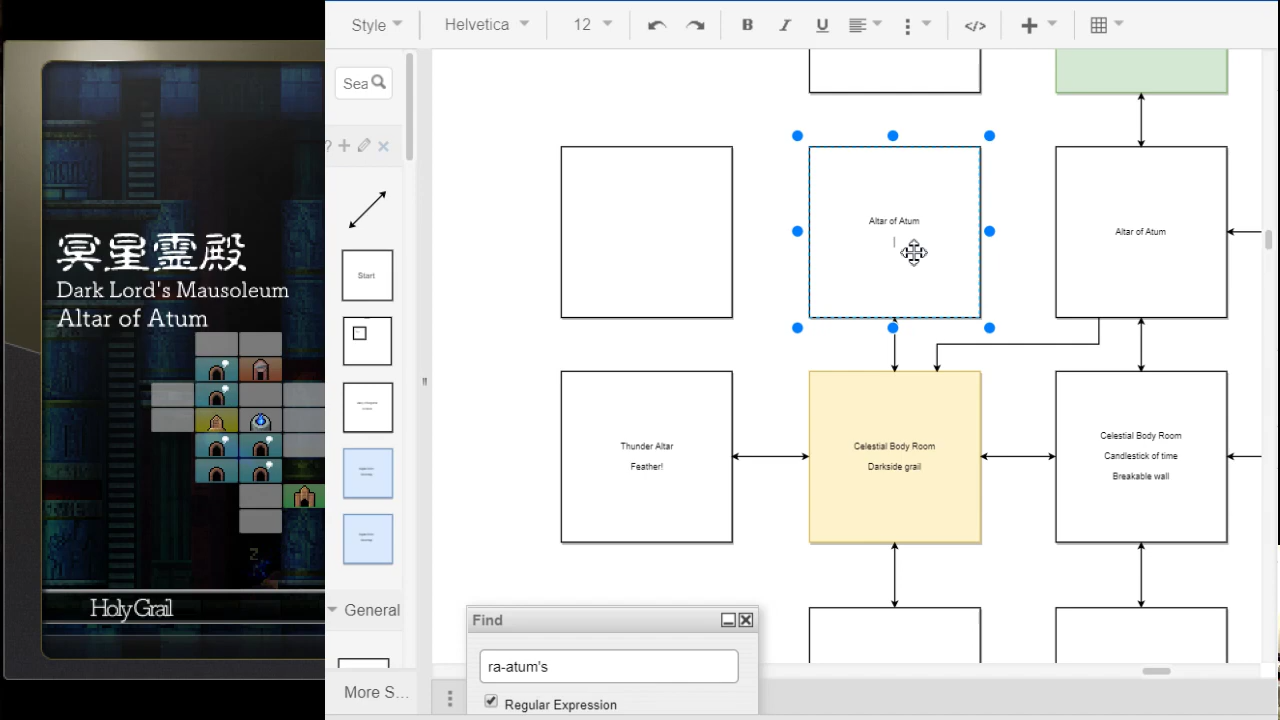 冥星霊殿
Dark Lord's Mausoleum
Altar of Atum
Holy Grail
Style
Helvetica
12
B
I
U
</>
Sea
?
Start
General
More S...
Altar of Atum
Altar of Atum
Thunder Altar
Feather!
Celestial Body Room
Darkside grail
Celestial Body Room
Candlestick of time
Breakable wall
Find
ra-atum's
Regular Expression